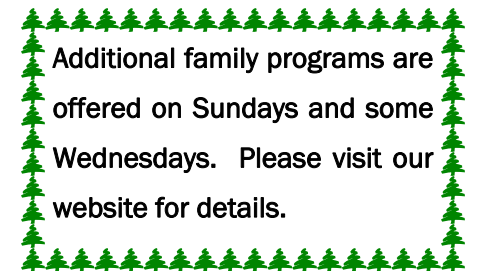 Additional family programs are
offered on Sundays and some
Wednesdays.  Please visit our
website for details.